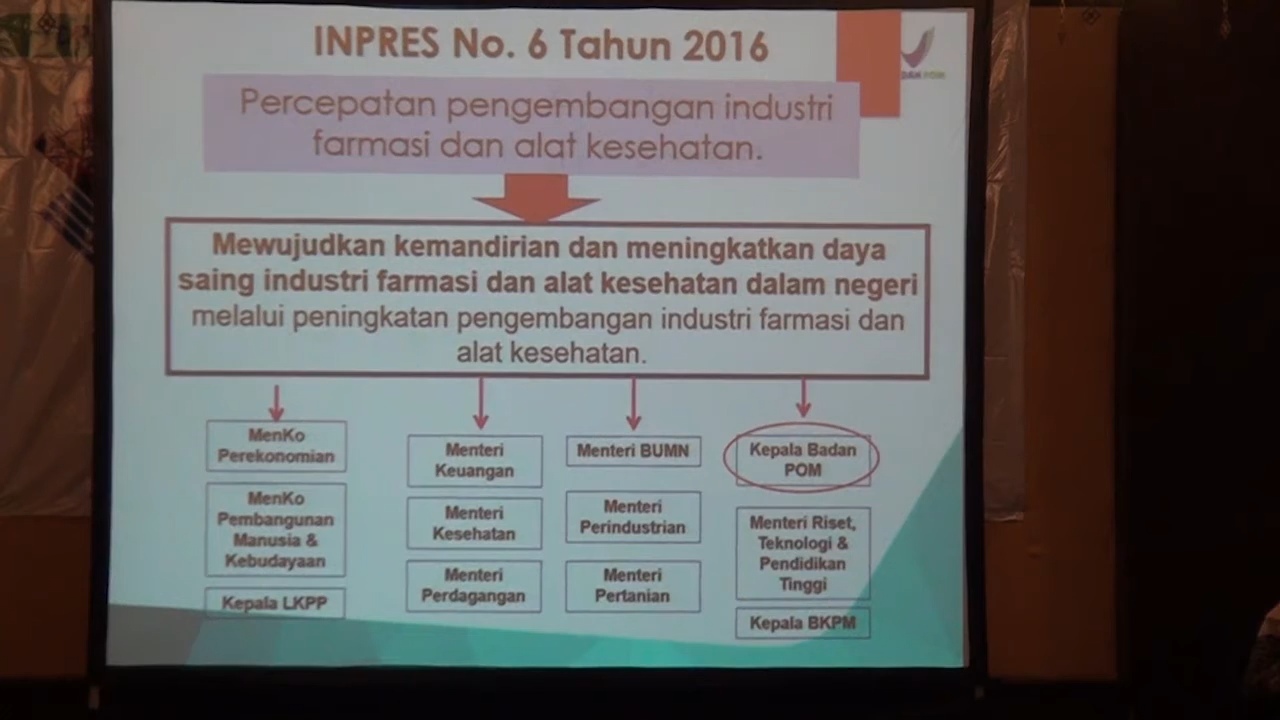 INPRES No. 6 Tahun 2016
BADAN POM
Percepatan pengembangan industri
farmasi dan alat kesehatan.
Mewujudkan kemandirian dan meningkatkan daya
saing industri farmasi dan alat kesehatan dalam negeri
melalui peningkatan pengembangan industri farmasi dan
alat kesehatan.
MenKo
Perekonomian
MenKo
Pembangunan
Manusia &
Kebudayaan
Kepala LKPP
Menteri
Keuangan
Menteri
Kesehatan
Menteri
Perdagangan
Menteri BUMN
Menteri
Perindustrian
Menteri
Pertanian
Kepala Badan
POM
Menteri Riset,
Teknologi &
Pendidikan
Tinggi
Kepala BKPM